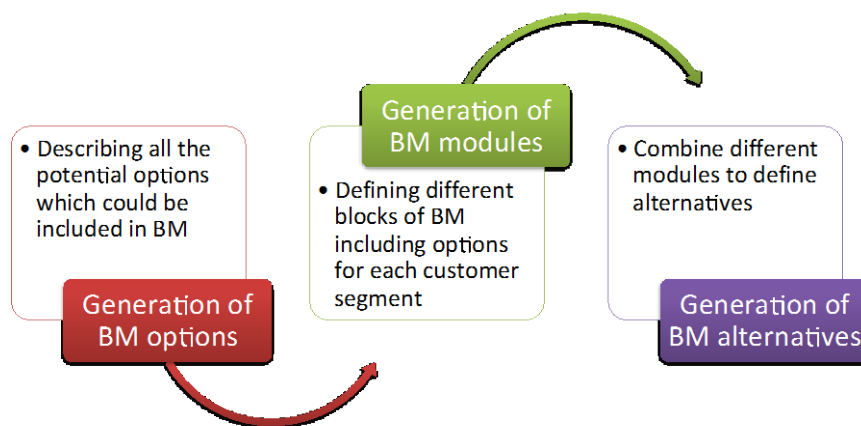 • Describing all the
potential options
which could be
included in BM
Generation of
BM options
Generation of
BM modules
• Defining different
blocks of BM
including options
for each customer
segment
• Combine different
modules to define
alternatives
Generation of
BM alternatives